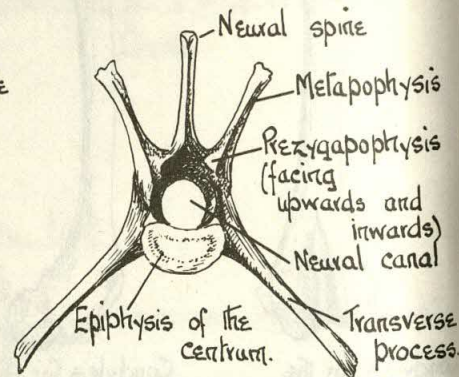 Neural spine
Metapophysis
Prezygapophysis
(facing
upwards and
inwards)
Neural canal
Transverse
process.
Epiphysis of the
centrum.
e